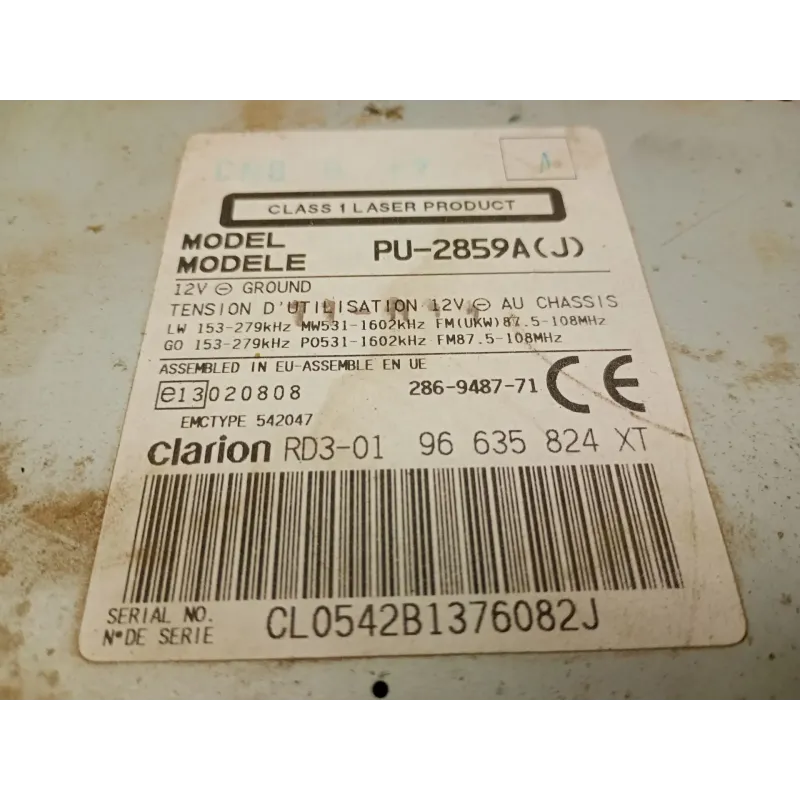 CLASS 1 LASER PRODUCT
MODEL
MODELE
PU-2859A(J)
12V ⊖ GROUND
TENSION D'UTILISATION 12V ⊖ AU CHASSIS
LW 153-279kHz MW531-1602kHz FM(UKW)87.5-108MHz
GO 153-279kHz PO531-1602kHz FM87.5-108MHz
ASSEMBLED IN EU-ASSEMBLE EN UE
e13 020808 286-9487-71 CE
EMCTYPE 542047
clarion RD3-01 96 635 824 XT
SERIAL NO.
N° DE SERIE
CL0542B1376082J